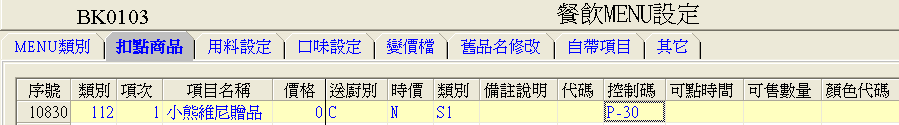 BK0103 餐飲MENU設定
MENU類別 扣點商品 用料設定 口味設定 變價檔 舊品名修改 自帶項目 其它
序號 類別 項次 項目名稱 價格 送廚別 時價 類別 備註說明 代碼 控制碼 可點時間 可售數量 顏色代碼
10830 112 1 小熊維尼贈品 0 C N S1 P-30